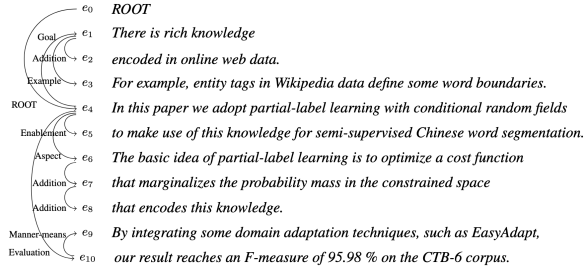 e0 ROOT
Goal e1 There is rich knowledge
Addition e2 encoded in online web data.
Example e3 For example, entity tags in Wikipedia data define some word boundaries.
ROOT e4 In this paper we adopt partial-label learning with conditional random fields
Enablement e5 to make use of this knowledge for semi-supervised Chinese word segmentation.
Aspect e6 The basic idea of partial-label learning is to optimize a cost function
Addition e7 that marginalizes the probability mass in the constrained space
Addition e8 that encodes this knowledge.
Manner-means e9 By integrating some domain adaptation techniques, such as EasyAdapt,
Evaluation e10 our result reaches an F-measure of 95.98 % on the CTB-6 corpus.